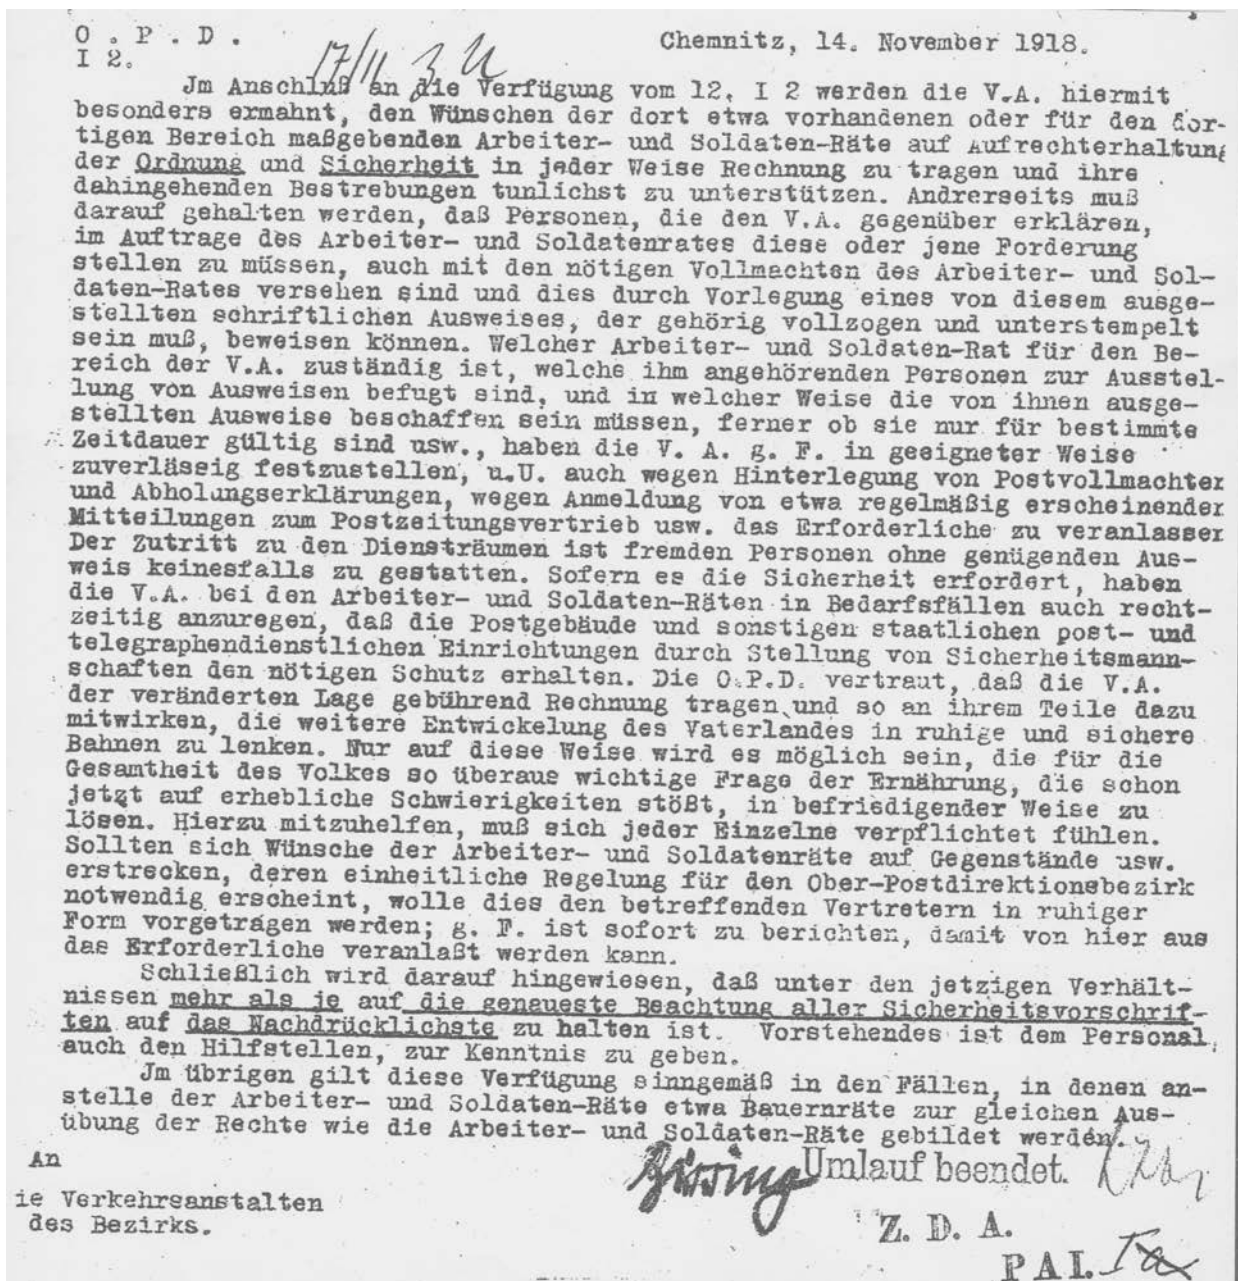 O.P.D.
I 2.
Chemnitz, 14. November 1918.
17/11
Jm Anschluß an die Verfügung vom 12. I 2 werden die V.A. hiermit
besonders ermahnt, den Wünschen der dort etwa vorhandenen oder für den dor-
tigen Bereich maßgebenden Arbeiter- und Soldaten-Räte auf Aufrechterhaltung
der Ordnung und Sicherheit in jeder Weise Rechnung zu tragen und ihre
dahingehenden Bestrebungen tunlichst zu unterstützen. Andrerseits muß
darauf gehalten werden, daß Personen, die den V.A. gegenüber erklären,
im Auftrage des Arbeiter- und Soldatenrates diese oder jene Forderung
stellen zu müssen, auch mit den nötigen Vollmachten des Arbeiter- und Sol-
daten-Rates versehen sind und dies durch Vorlegung eines von diesem ausge-
stellten schriftlichen Ausweises, der gehörig vollzogen und unterstempelt
sein muß, beweisen können. Welcher Arbeiter- und Soldaten-Rat für den Be-
reich der V.A. zuständig ist, welche ihm angehörenden Personen zur Ausstel-
lung von Ausweisen befugt sind, und in welcher Weise die von ihnen ausge-
stellten Ausweise beschaffen sein müssen, ferner ob sie nur für bestimmte
Zeitdauer gültig sind usw., haben die V. A. g. F. in geeigneter Weise
zuverlässig festzustellen, u.U. auch wegen Hinterlegung von Postvollmachten
und Abholungserklärungen, wegen Anmeldung von etwa regelmäßig erscheinender
Mitteilungen zum Postzeitungsvertrieb usw. das Erforderliche zu veranlassen
Der Zutritt zu den Diensträumen ist fremden Personen ohne genügenden Aus-
weis keinesfalls zu gestatten. Sofern es die Sicherheit erfordert, haben
die V.A. bei den Arbeiter- und Soldaten-Räten in Bedarfsfällen auch recht-
zeitig anzuregen, daß die Postgebäude und sonstigen staatlichen post- und
telegraphendienstlichen Einrichtungen durch Stellung von Sicherheitsmann-
schaften den nötigen Schutz erhalten. Die O.P.D. vertraut, daß die V.A.
der veränderten Lage gebührend Rechnung tragen und so an ihrem Teile dazu
mitwirken, die weitere Entwickelung des Vaterlandes in ruhige und sichere
Bahnen zu lenken. Nur auf diese Weise wird es möglich sein, die für die
Gesamtheit des Volkes so überaus wichtige Frage der Ernährung, die schon
jetzt auf erhebliche Schwierigkeiten stößt, in befriedigender Weise zu
lösen. Hierzu mitzuhelfen, muß sich jeder Einzelne verpflichtet fühlen.
Sollten sich Wünsche der Arbeiter- und Soldatenräte auf Gegenstände usw.
erstrecken, deren einheitliche Regelung für den Ober-Postdirektionsbezirk
notwendig erscheint, wolle dies den betreffenden Vertretern in ruhiger
Form vorgetragen werden; g. F. ist sofort zu berichten, damit von hier aus
das Erforderliche veranlaßt werden kann.
Schließlich wird darauf hingewiesen, daß unter den jetzigen Verhält-
nissen mehr als je auf die genaueste Beachtung aller Sicherheitsvorschrif-
ten auf das Nachdrücklichste zu halten ist. Vorstehendes ist dem Personal,
auch den Hilfstellen, zur Kenntnis zu geben.
Jm übrigen gilt diese Verfügung sinngemäß in den Fällen, in denen an-
stelle der Arbeiter- und Soldaten-Räte etwa Bauernräte zur gleichen Aus-
übung der Rechte wie die Arbeiter- und Soldaten-Räte gebildet werden.
An
ie Verkehrsanstalten
des Bezirks.
Umlauf beendet.
Z. D. A.
PAI. Ia